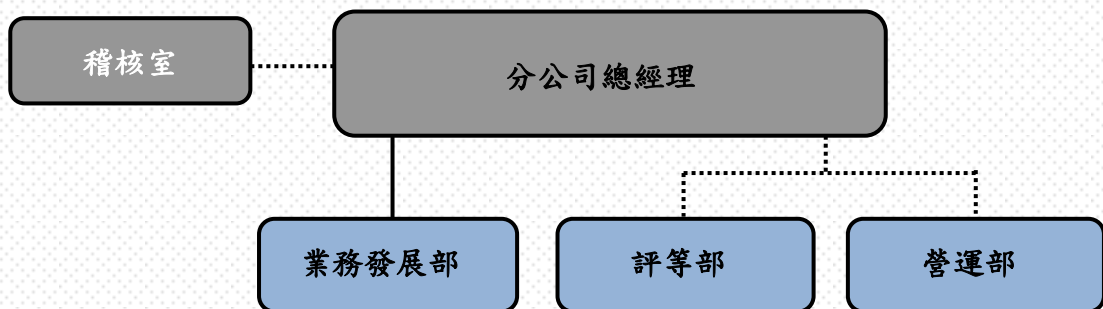 稽核室
分公司總經理
業務發展部
評等部
營運部